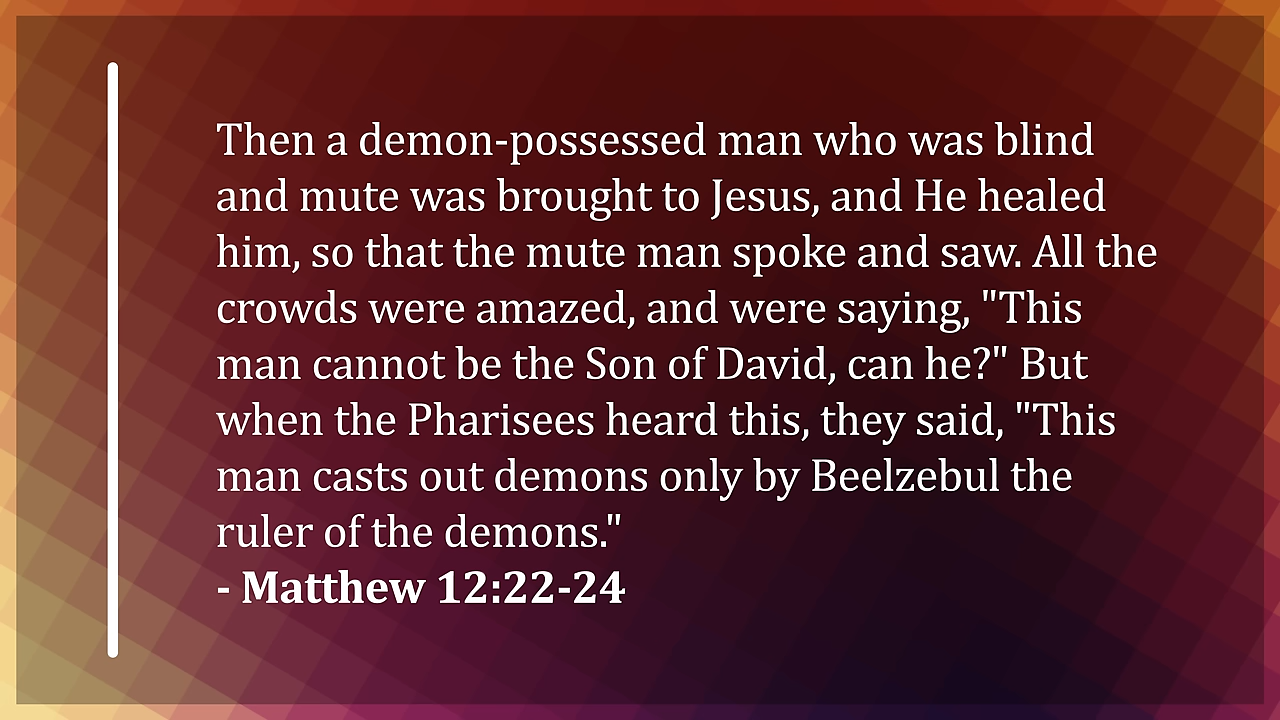 Then a demon-possessed man who was blind
and mute was brought to Jesus, and He healed
him, so that the mute man spoke and saw. All the
crowds were amazed, and were saying, "This
man cannot be the Son of David, can he?" But
when the Pharisees heard this, they said, "This
man casts out demons only by Beelzebul the
ruler of the demons."
- Matthew 12:22-24